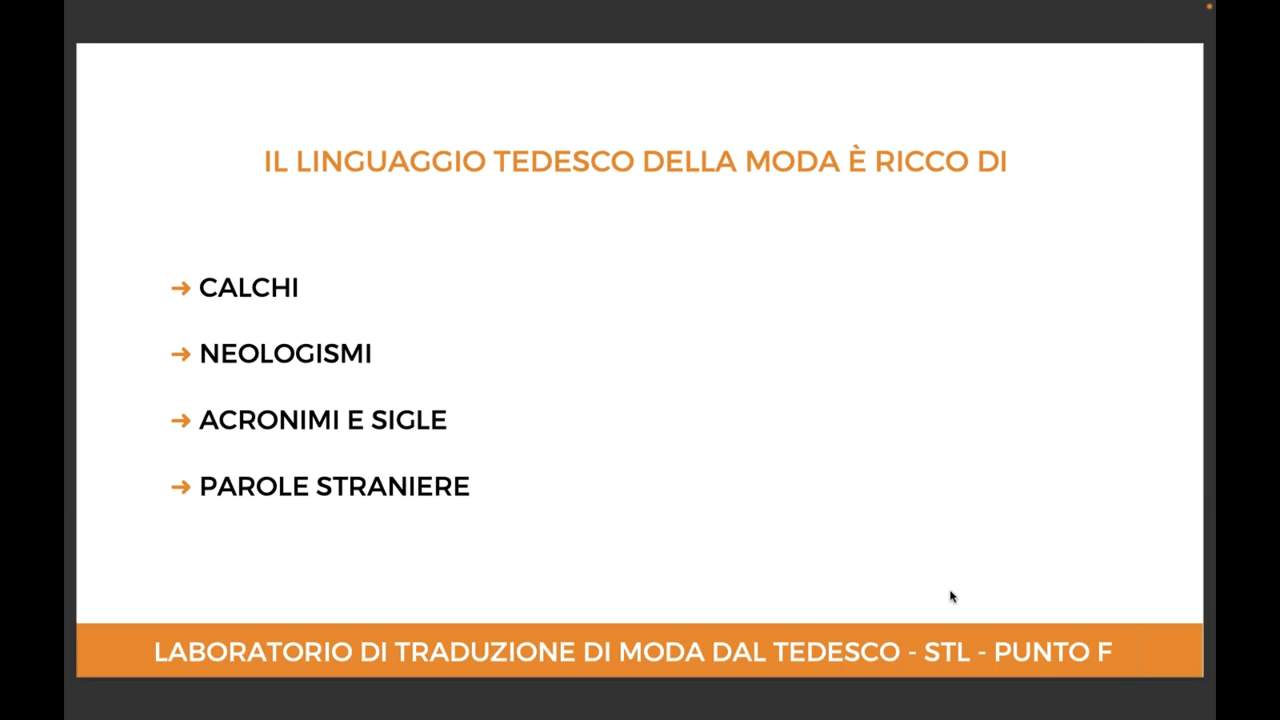 IL LINGUAGGIO TEDESCO DELLA MODA È RICCO DI
➜ CALCHI
➜ NEOLOGISMI
➜ ACRONIMI E SIGLE
➜ PAROLE STRANIERE
LABORATORIO DI TRADUZIONE DI MODA DAL TEDESCO - STL - PUNTO F